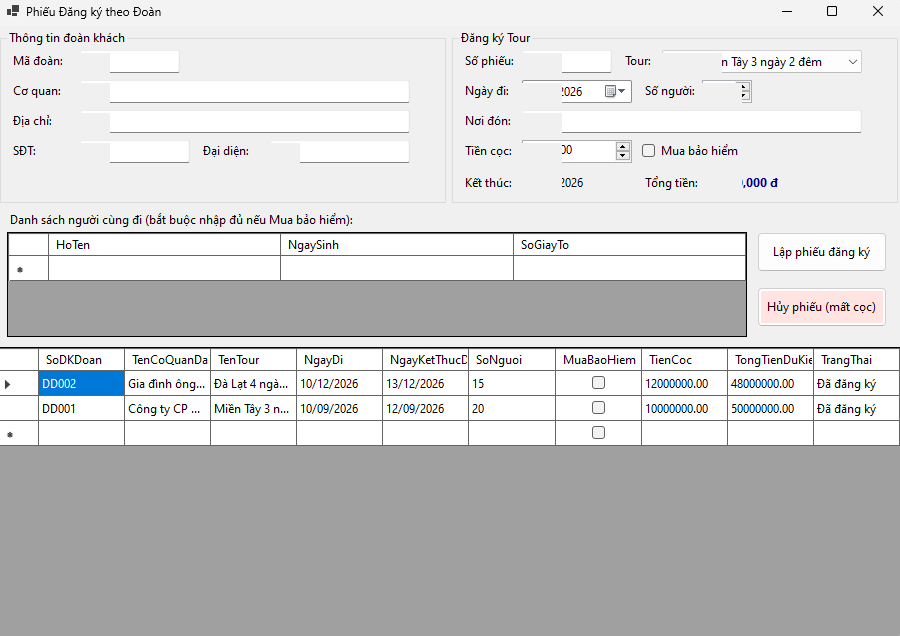 Phiếu Đăng ký theo Đoàn
Thông tin đoàn khách
Mã đoàn:
Cơ quan:
Địa chỉ:
SĐT: Đại diện:
Đăng ký Tour
Số phiếu: Tour: n Tây 3 ngày 2 đêm
Ngày đi: 2026 Số người:
Nơi đón:
Tiền cọc: 00 Mua bảo hiểm
Kết thúc: 2026 Tổng tiền: ,000 đ
Danh sách người cùng đi (bắt buộc nhập đủ nếu Mua bảo hiểm):
HoTen NgaySinh SoGiayTo
Lập phiếu đăng ký
Hủy phiếu (mất cọc)
SoDKDoan TenCoQuanDa TenTour NgayDi NgayKetThucD SoNguoi MuaBaoHiem TienCoc TongTienDuKie TrangThai
DD002 Gia đình ông... Đà Lạt 4 ngà... 10/12/2026 13/12/2026 15 12000000.00 48000000.00 Đã đăng ký
DD001 Công ty CP ... Miền Tây 3 n... 10/09/2026 12/09/2026 20 10000000.00 50000000.00 Đã đăng ký